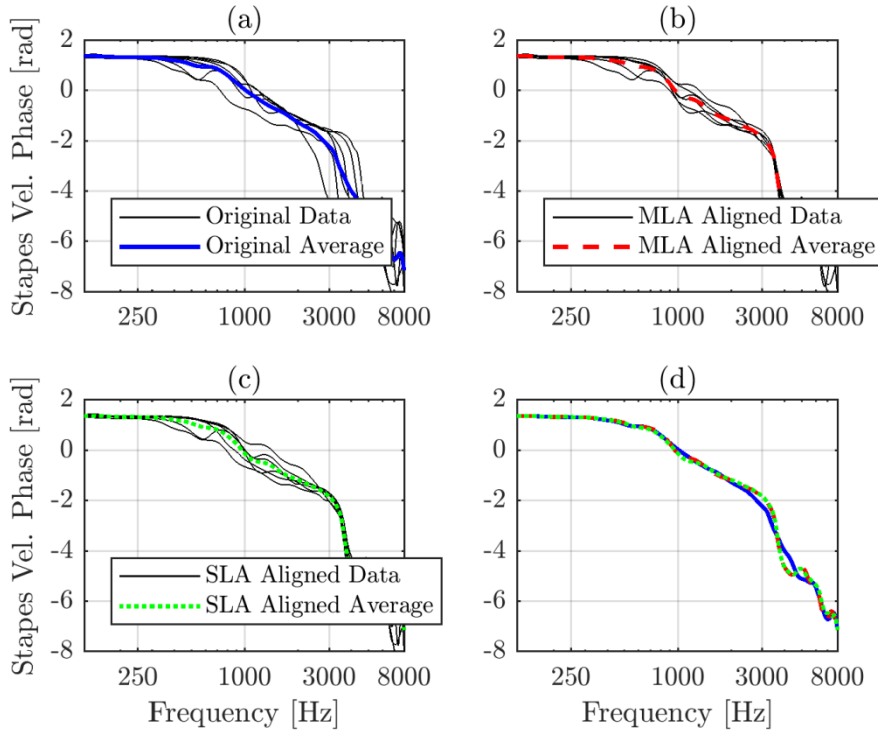 (a)
Stapes Vel. Phase [rad]
2
0
-2
-4
-6
-8
Original Data
Original Average
250
1000
3000
8000
(b)
2
0
-2
-4
-6
-8
MLA Aligned Data
MLA Aligned Average
250
1000
3000
8000
(c)
Stapes Vel. Phase [rad]
2
0
-2
-4
-6
-8
SLA Aligned Data
SLA Aligned Average
250
1000
3000
8000
Frequency [Hz]
(d)
2
0
-2
-4
-6
-8
250
1000
3000
8000
Frequency [Hz]